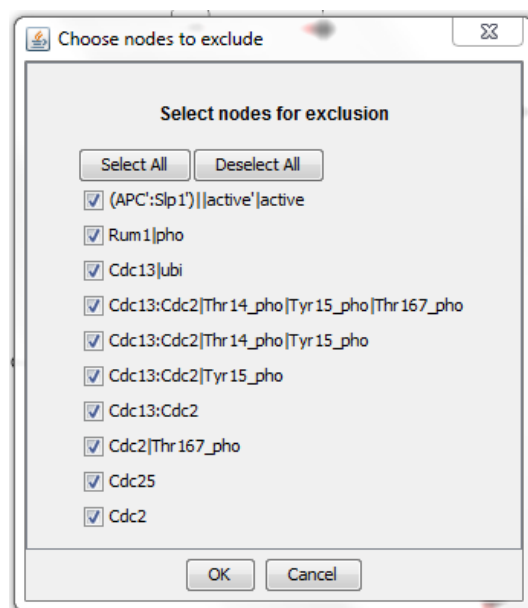 Choose nodes to exclude
Select nodes for exclusion
Select All Deselect All
(APC':Slp1')||active'|active
Rum1|pho
Cdc13|ubi
Cdc13:Cdc2|Thr14_pho|Tyr15_pho|Thr167_pho
Cdc13:Cdc2|Thr14_pho|Tyr15_pho
Cdc13:Cdc2|Tyr15_pho
Cdc13:Cdc2
Cdc2|Thr167_pho
Cdc25
Cdc2
OK Cancel